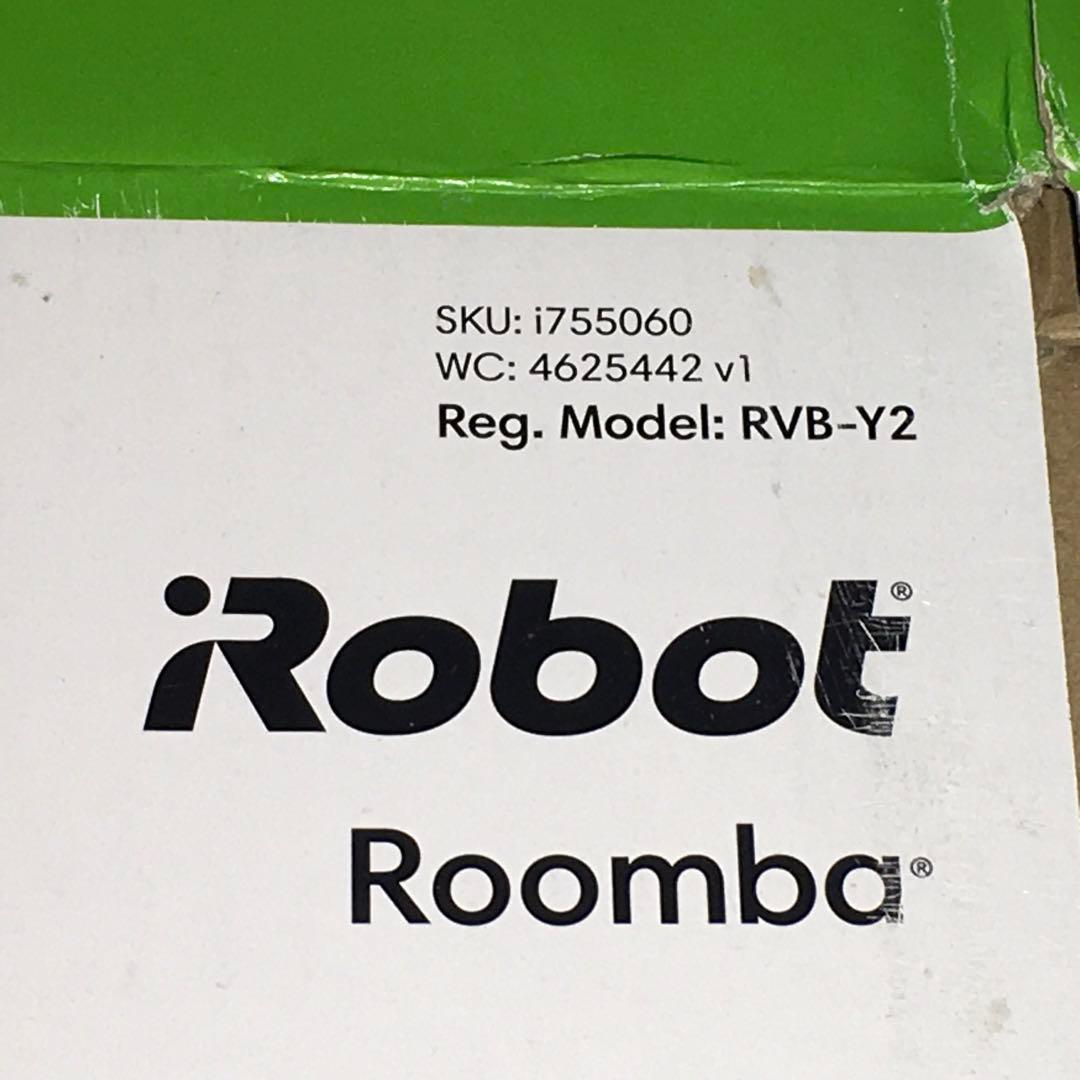 SKU: i755060
WC: 4625442 v1
Reg. Model: RVB-Y2
iRobot®
Roomba®